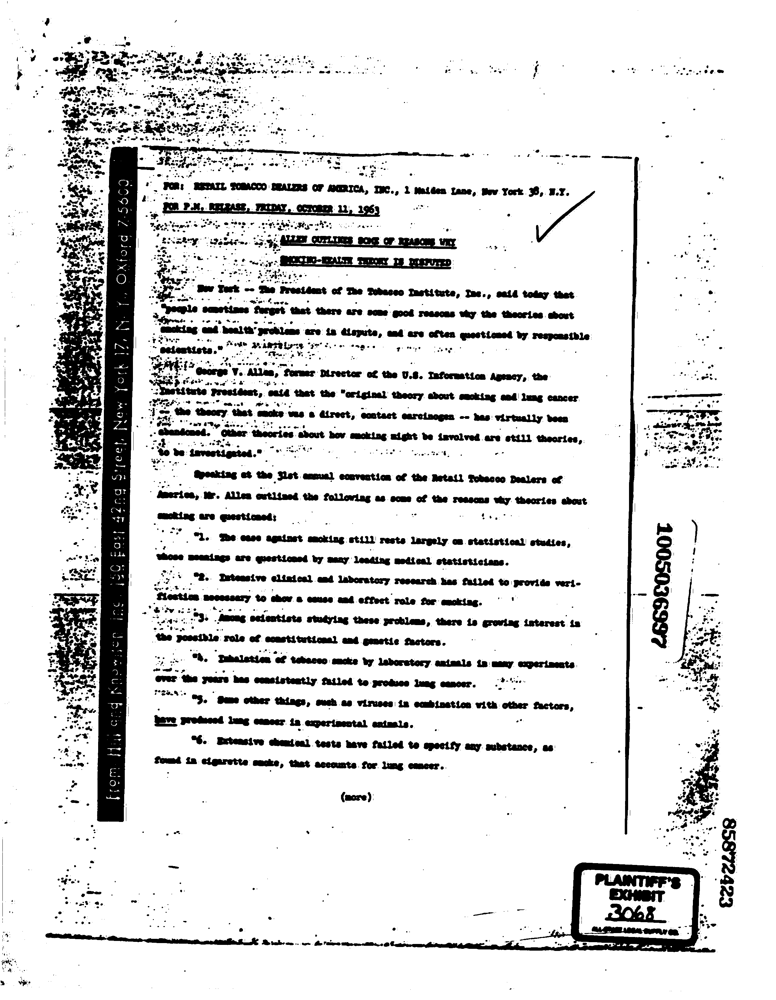 FOR: RETAIL TOBACCO DEALERS OF AMERICA, INC., 1 Maiden Lane, New York 38, N.Y.
FOR P.M. RELEASE, FRIDAY, OCTOBER 11, 1963
ALLEN OUTLINES SOME OF REASONS WHY
SMOKING-HEALTH THEORY IS DISPUTED
New York -- The President of The Tobacco Institute, Inc., said today that
"people sometimes forget that there are some good reasons why the theories about
smoking and health problems are in dispute, and are often questioned by responsible
scientists."
George V. Allen, former Director of the U.S. Information Agency, the
Institute President, said that the "original theory about smoking and lung cancer
-- the theory that smoke was a direct, contact carcinogen -- has virtually been
abandoned. Other theories about how smoking might be involved are still theories,
to be investigated."
Speaking at the 31st annual convention of the Retail Tobacco Dealers of
America, Mr. Allen outlined the following as some of the reasons why theories about
smoking are questioned:
"1. The case against smoking still rests largely on statistical studies,
whose meanings are questioned by many leading medical statisticians.
"2. Intensive clinical and laboratory research has failed to provide veri-
fication necessary to show a cause and effect role for smoking.
"3. Among scientists studying these problems, there is growing interest in
the possible role of constitutional and genetic factors.
"4. Inhalation of tobacco smoke by laboratory animals in many experiments
over the years has consistently failed to produce lung cancer.
"5. Some other things, such as viruses in combination with other factors,
have produced lung cancer in experimental animals.
"6. Extensive chemical tests have failed to specify any substance, as
found in cigarette smoke, that accounts for lung cancer.
(more)
from Hill and Knowlton Inc. 150 East 42nd Street, New York 17, N. Y. OXford 7-5600
1005036997
85872423
PLAINTIFF'S
EXHIBIT
3068
ALL-STATE LEGAL SUPPLY CO.